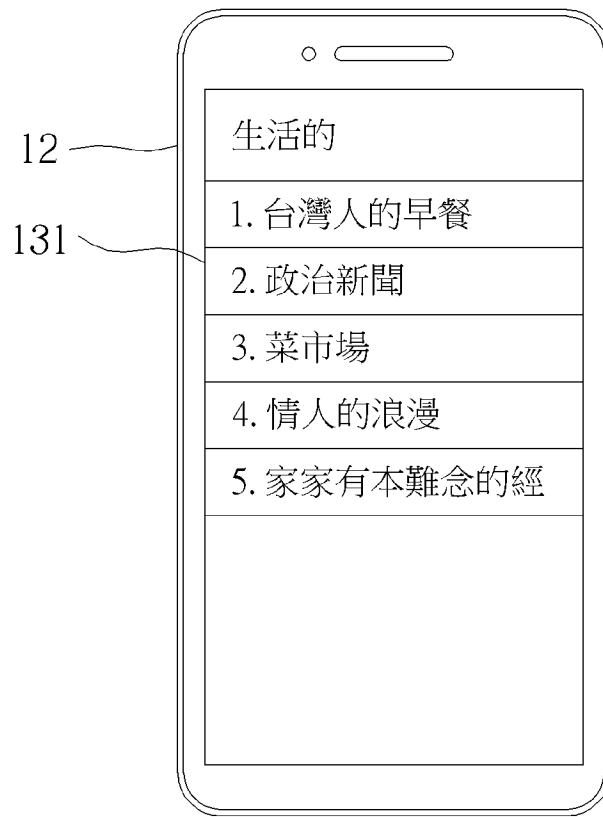 生活的
12
1. 台灣人的早餐
131
2. 政治新聞
3. 菜市場
4. 情人的浪漫
5. 家家有本難念的經